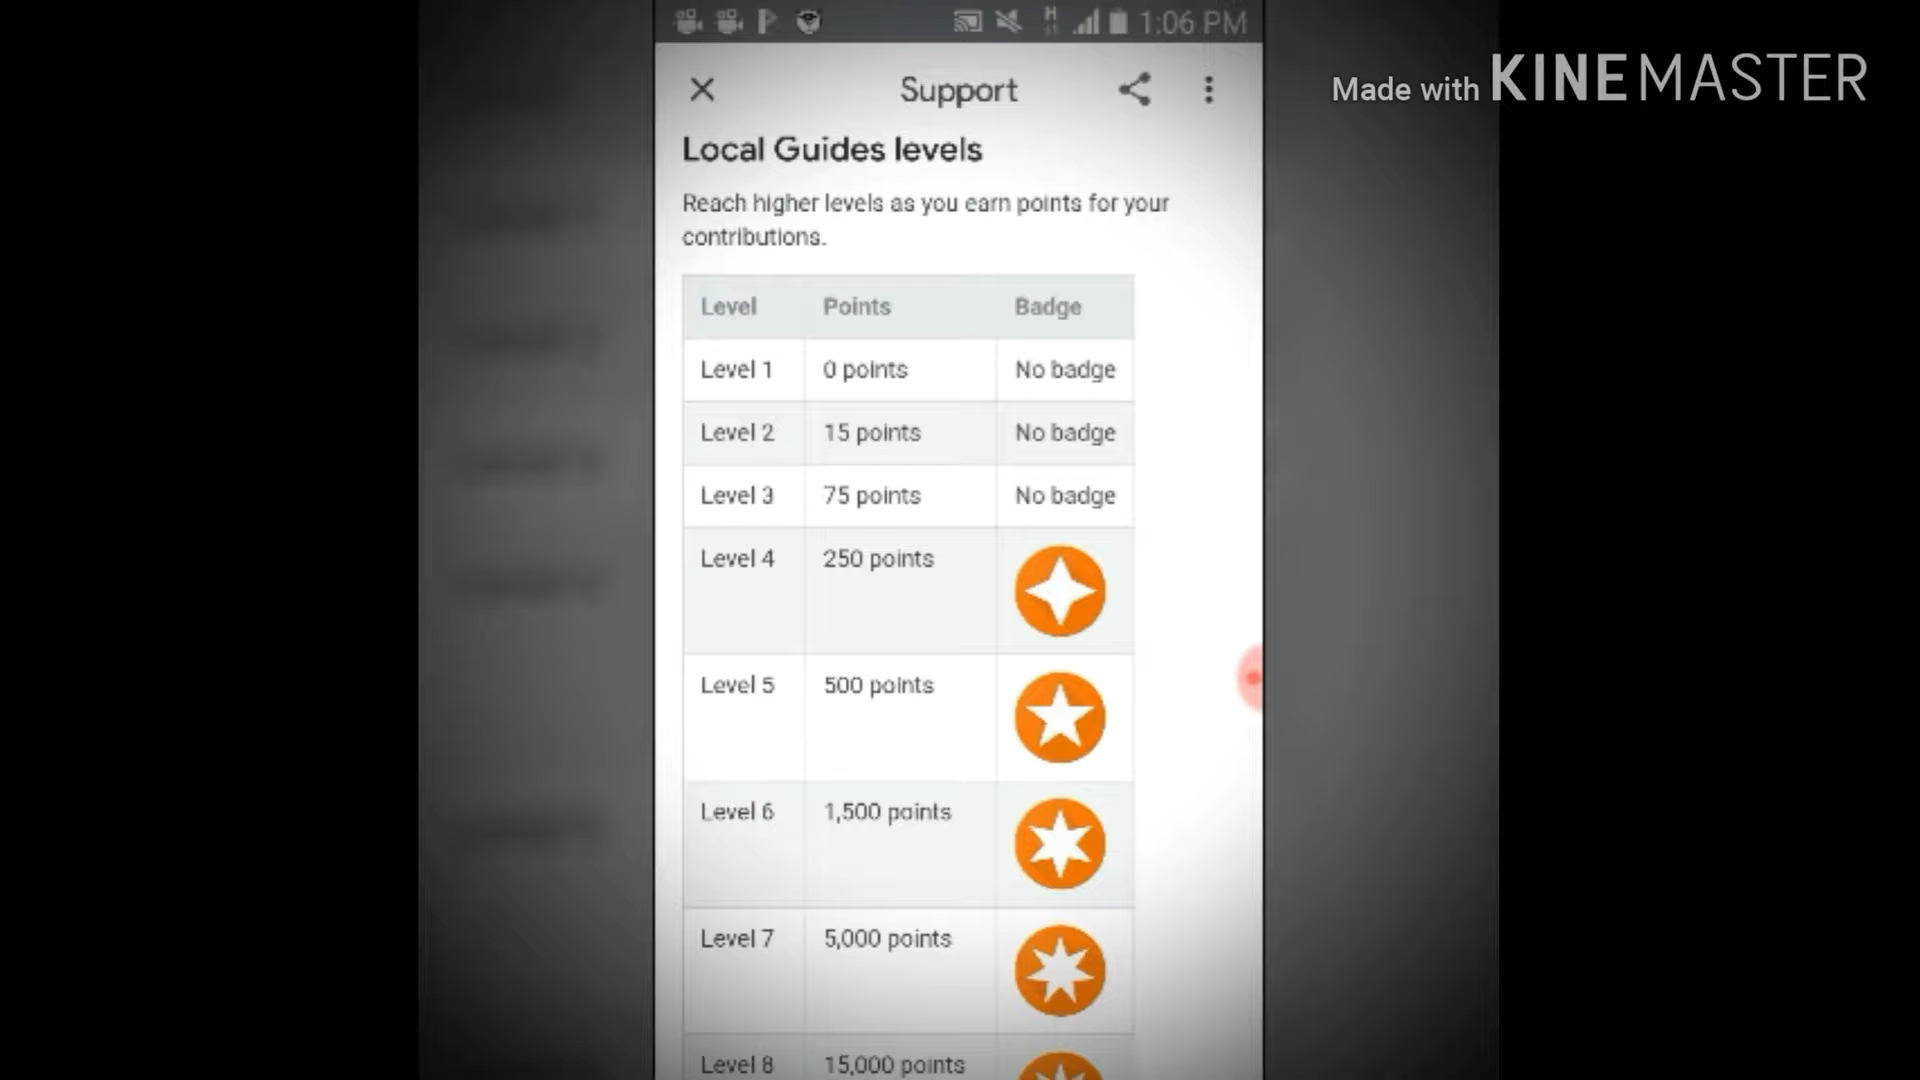 1:06 PM
Made with KINEMASTER
Support
Local Guides levels
Reach higher levels as you earn points for your
contributions.
Level Points Badge
Level 1 0 points No badge
Level 2 15 points No badge
Level 3 75 points No badge
Level 4 250 points
Level 5 500 points
Level 6 1,500 points
Level 7 5,000 points
Level 8 15,000 points